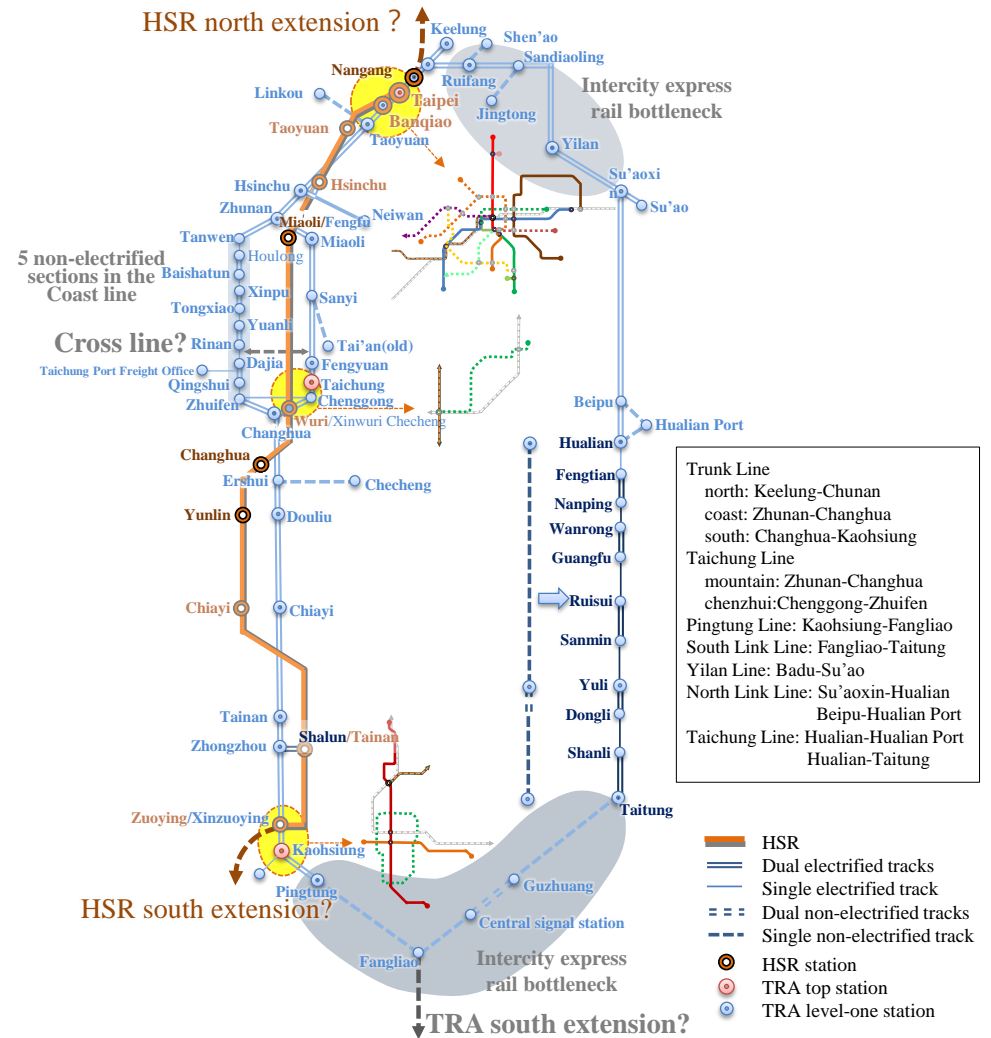 HSR north extension ?
Keelung
Shen'ao
Sandiaoling
Nangang
Ruifang
Intercity express
rail bottleneck
Linkou
Taipei
Jingtong
Banqiao
Taoyuan
Taoyuan
Yilan
Hsinchu
Hsinchu
Su'aoxi
n
Su'ao
Zhunan
Neiwan
Miaoli/Fengfu
Tanwen
Miaoli
Houlong
5 non-electrified
sections in the
Coast line
Baishatun
Xinpu
Sanyi
Tongxiao
Yuanli
Cross line?
Rinan
Tai'an(old)
Dajia
Fengyuan
Taichung Port Freight Office
Qingshui
Taichung
Zhuifen
Chenggong
Wuri/Xinwuri Checheng
Changhua
Beipu
Hualian Port
Changhua
Hualian
Ershui
Checheng
Fengtian
Nanping
Yunlin
Douliu
Wanrong
Guangfu
Chiayi
Chiayi
Ruisui
Sanmin
Yuli
Tainan
Dongli
Zhongzhou
Shalun/Tainan
Shanli
Taitung
Zuoying/Xinzuoying
Kaohsiung
Pingtung
Guzhuang
HSR south extension?
Central signal station
Fangliao
Intercity express
rail bottleneck
TRA south extension?
Trunk Line
north: Keelung-Chunan
coast: Zhunan-Changhua
south: Changhua-Kaohsiung
Taichung Line
mountain: Zhunan-Changhua
chenzhui:Chenggong-Zhuifen
Pingtung Line: Kaohsiung-Fangliao
South Link Line: Fangliao-Taitung
Yilan Line: Badu-Su'ao
North Link Line: Su'aoxin-Hualian
Beipu-Hualian Port
Taichung Line: Hualian-Hualian Port
Hualian-Taitung
HSR
Dual electrified tracks
Single electrified track
Dual non-electrified tracks
Single non-electrified track
HSR station
TRA top station
TRA level-one station